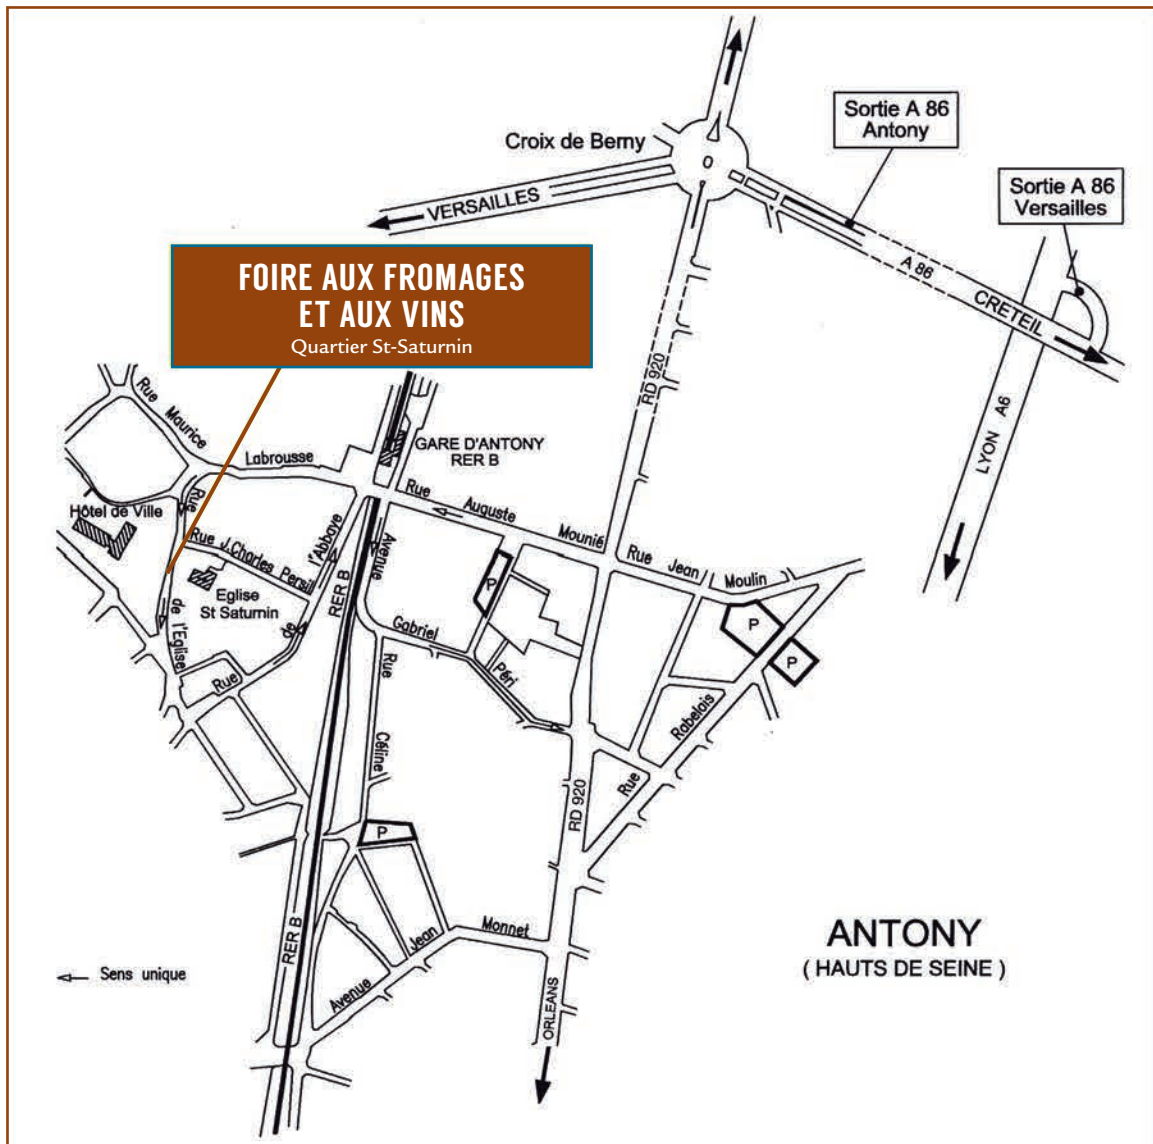 Sortie A 86
Antony
Croix de Berny
O
Sortie A 86
Versailles
VERSAILLES
A 86
CRETEIL
FOIRE AUX FROMAGES
ET AUX VINS
Quartier St-Saturnin
RD 920
LYON A6
Rue Maurice
Labrousse
GARE D'ANTONY
RER B
Rue Auguste Mounié
Hôtel de Ville
Rue
de l'Eglise
Rue J.Charles Persil
Eglise
St Saturnin
Rue de l'Abbaye
RER B
Avenue
Gabriel
Péri
P
Rue Jean Moulin
P
P
Rue
Céline
Rue Rabelais
RD 920
P
RER B
Avenue Jean Monnet
ORLEANS
Sens unique
ANTONY
( HAUTS DE SEINE )